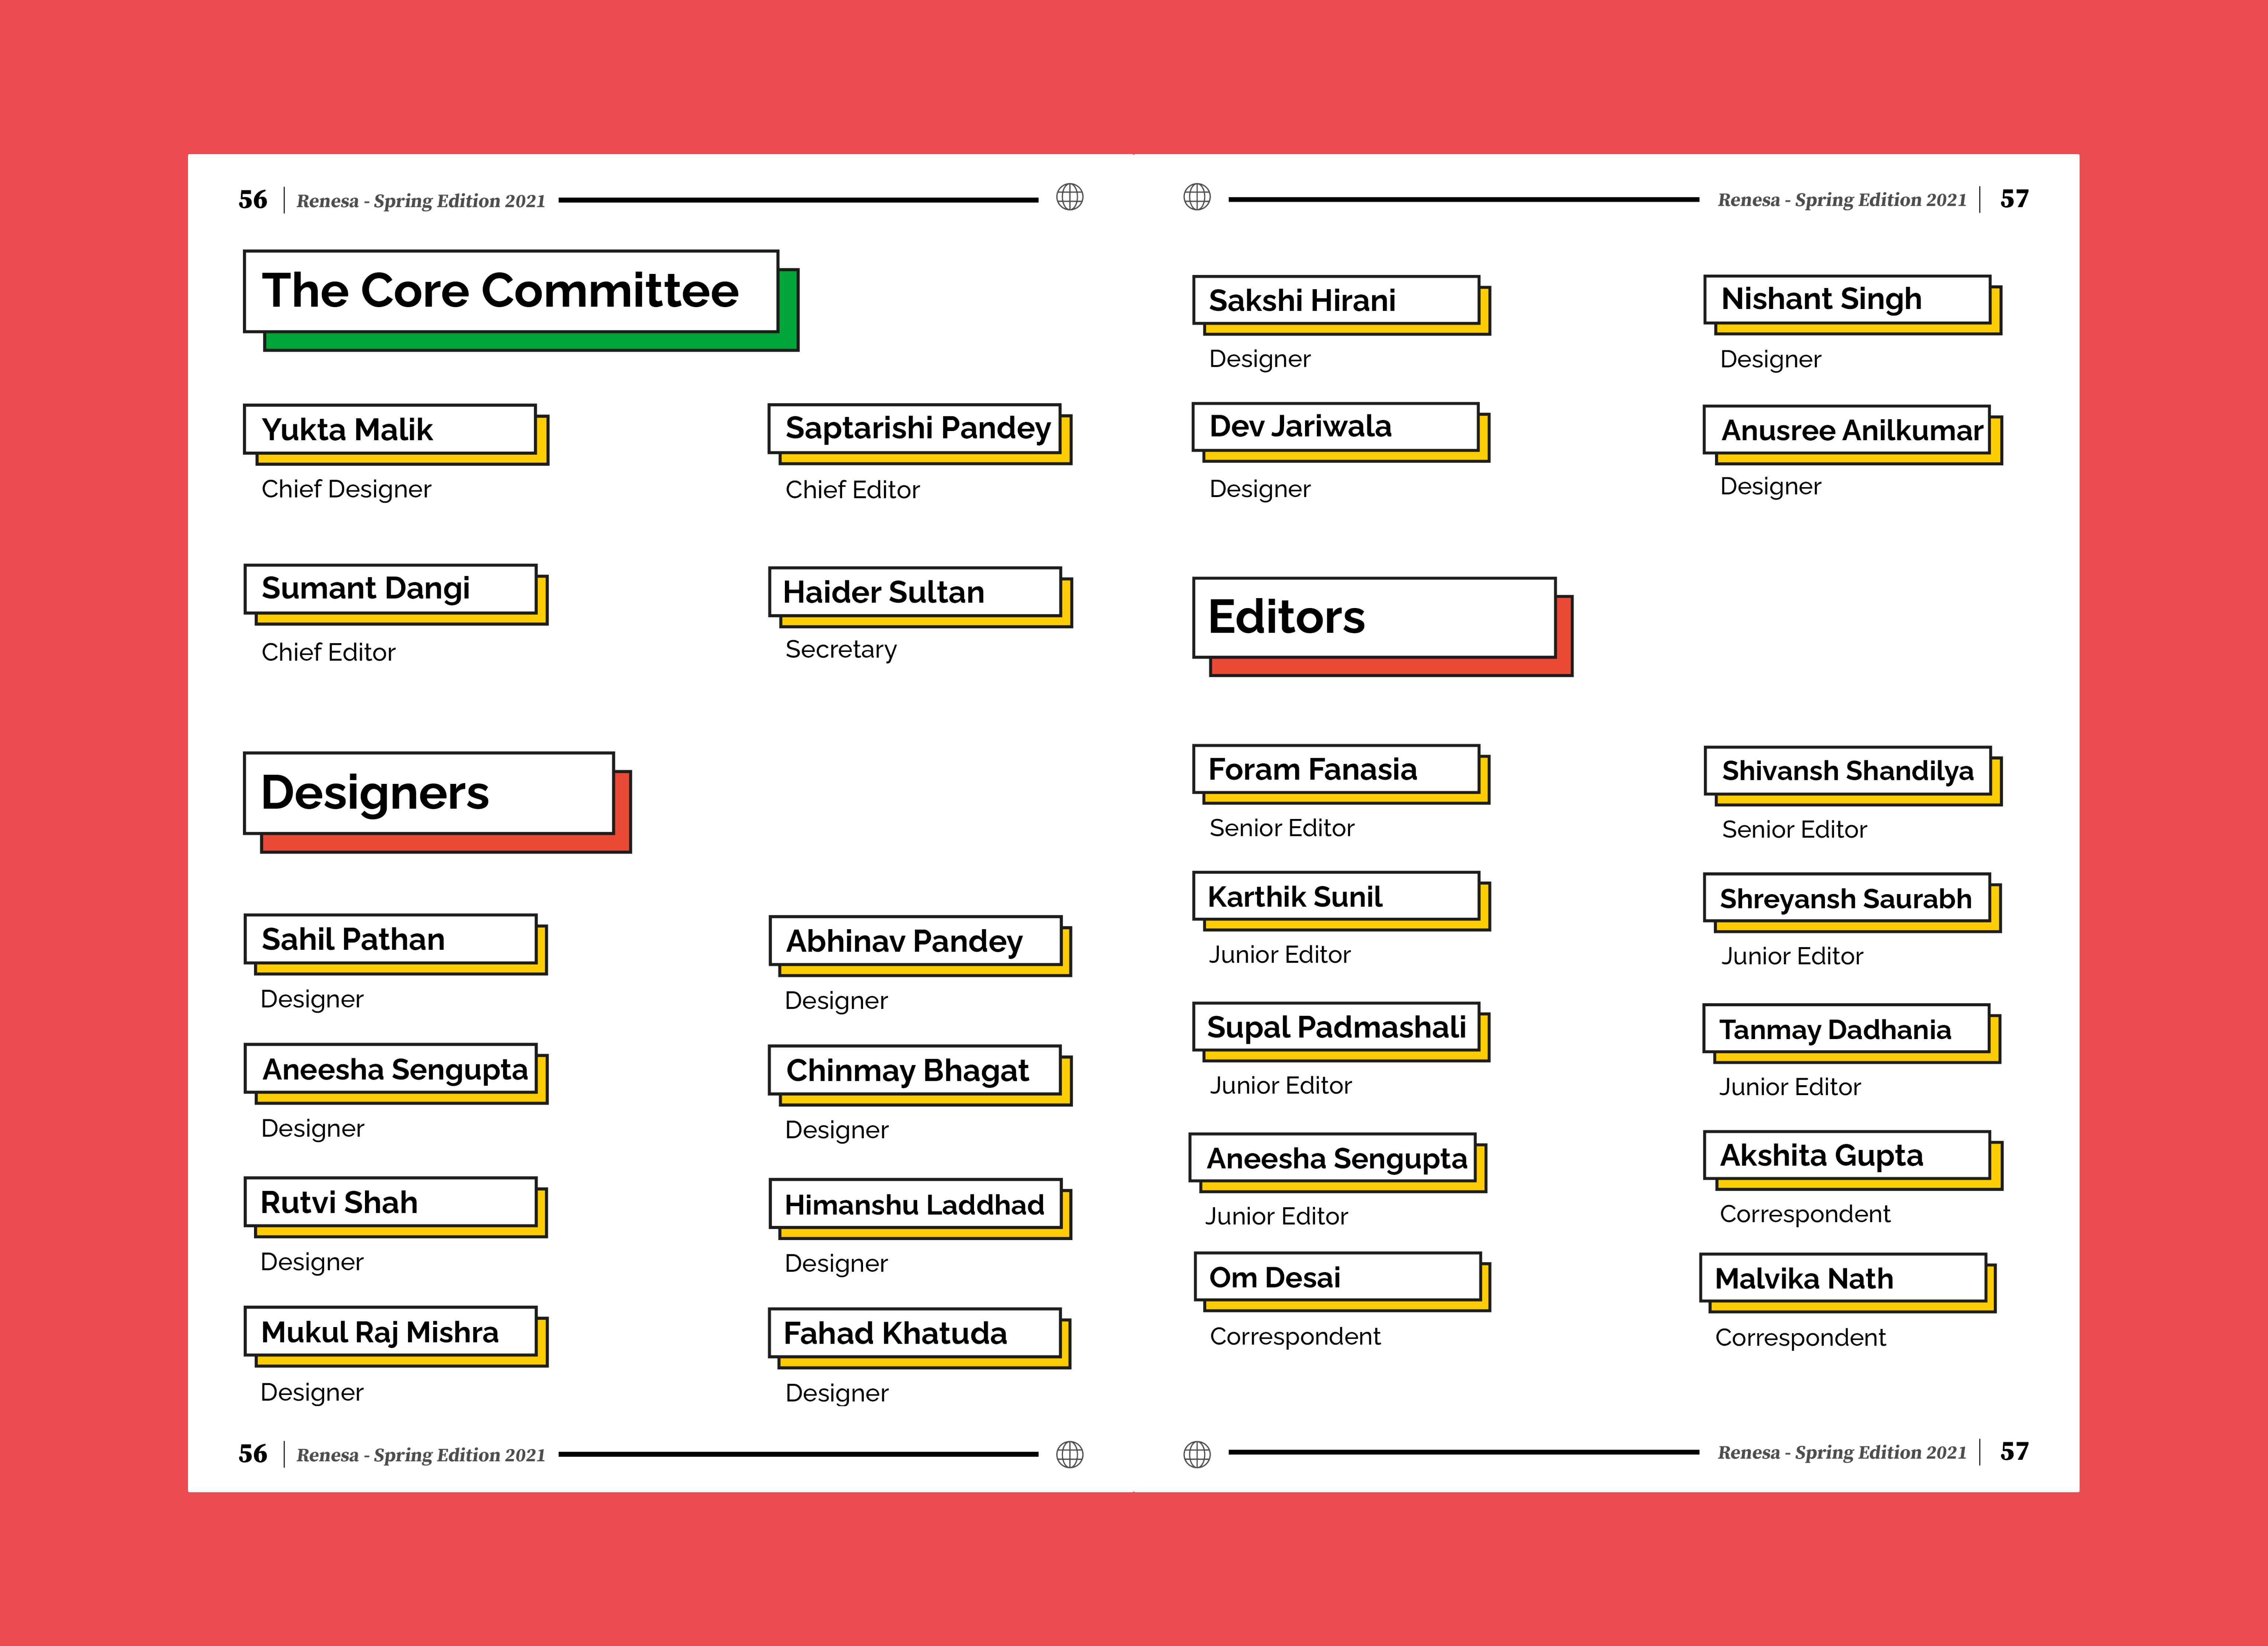 56 | Renesa - Spring Edition 2021
The Core Committee
Yukta Malik
Chief Designer
Saptarishi Pandey
Chief Editor
Sumant Dangi
Chief Editor
Haider Sultan
Secretary
Designers
Sahil Pathan
Designer
Abhinav Pandey
Designer
Aneesha Sengupta
Designer
Chinmay Bhagat
Designer
Rutvi Shah
Designer
Himanshu Laddhad
Designer
Mukul Raj Mishra
Designer
Fahad Khatuda
Designer
56 | Renesa - Spring Edition 2021
Renesa - Spring Edition 2021 | 57
Sakshi Hirani
Designer
Nishant Singh
Designer
Dev Jariwala
Designer
Anusree Anilkumar
Designer
Editors
Foram Fanasia
Senior Editor
Shivansh Shandilya
Senior Editor
Karthik Sunil
Junior Editor
Shreyansh Saurabh
Junior Editor
Supal Padmashali
Junior Editor
Tanmay Dadhania
Junior Editor
Aneesha Sengupta
Junior Editor
Akshita Gupta
Correspondent
Om Desai
Correspondent
Malvika Nath
Correspondent
Renesa - Spring Edition 2021 | 57